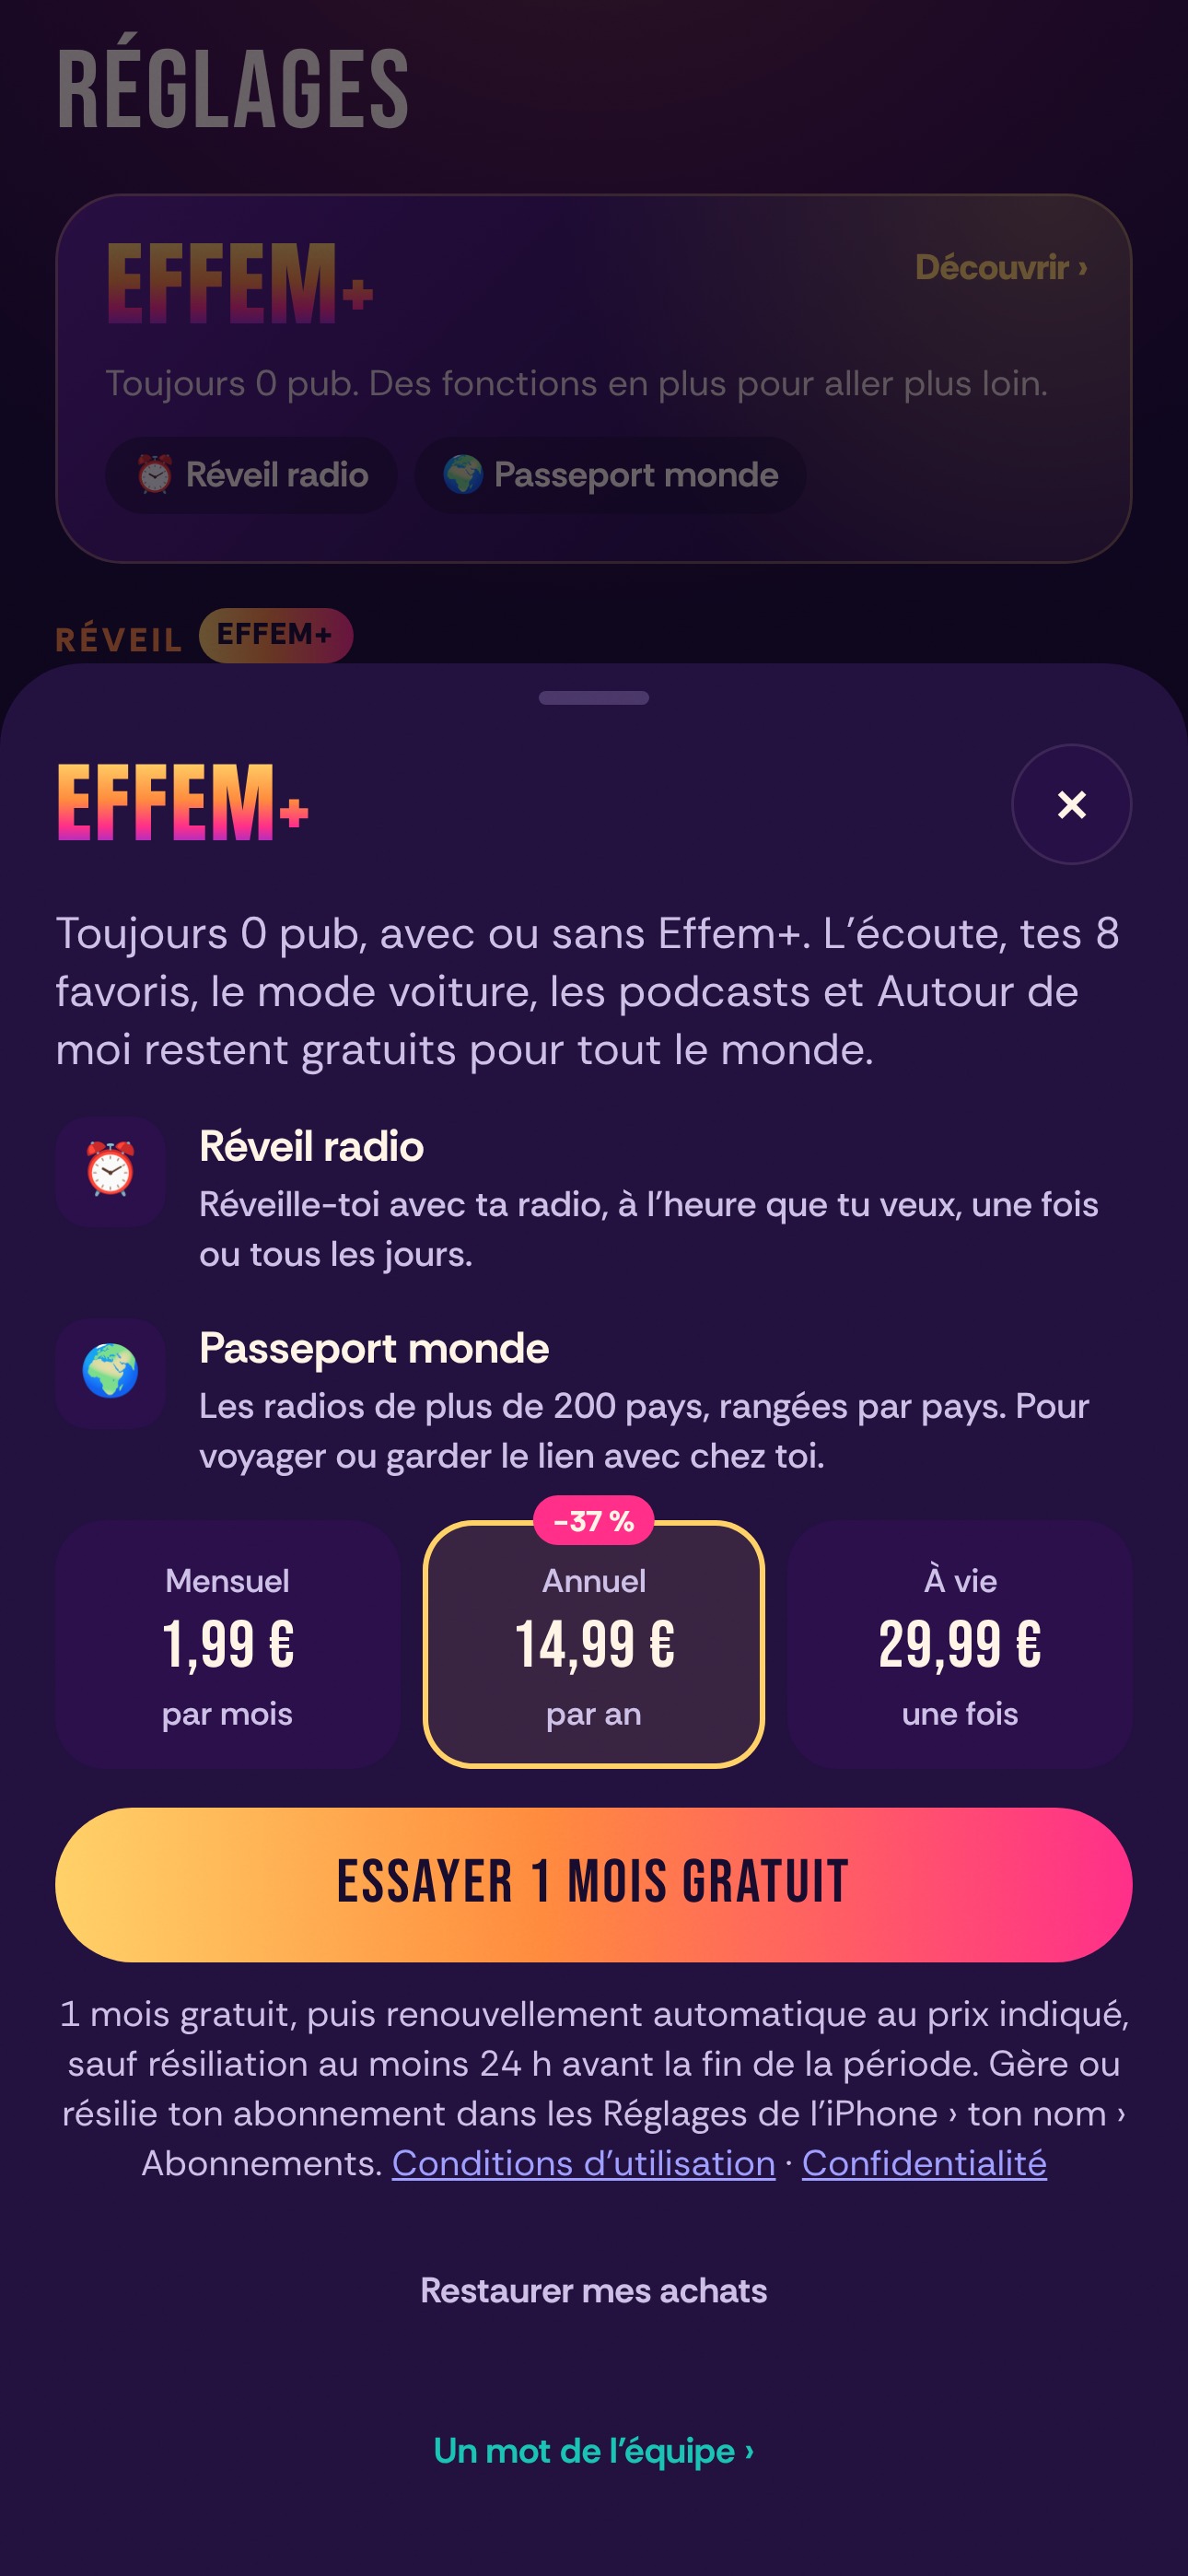 RÉGLAGES
EFFEM+
Découvrir ›
Toujours 0 pub. Des fonctions en plus pour aller plus loin.
⏰ Réveil radio
🌍 Passeport monde
RÉVEIL EFFEM+
EFFEM+
×
Toujours 0 pub, avec ou sans Effem+. L’écoute, tes 8
favoris, le mode voiture, les podcasts et Autour de
moi restent gratuits pour tout le monde.
Réveil radio
Réveille-toi avec ta radio, à l’heure que tu veux, une fois
ou tous les jours.
Passeport monde
Les radios de plus de 200 pays, rangées par pays. Pour
voyager ou garder le lien avec chez toi.
Mensuel
1,99 €
par mois
−37 %
Annuel
14,99 €
par an
À vie
29,99 €
une fois
ESSAYER 1 MOIS GRATUIT
1 mois gratuit, puis renouvellement automatique au prix indiqué,
sauf résiliation au moins 24 h avant la fin de la période. Gère ou
résilie ton abonnement dans les Réglages de l’iPhone › ton nom ›
Abonnements. Conditions d’utilisation · Confidentialité
Restaurer mes achats
Un mot de l’équipe ›